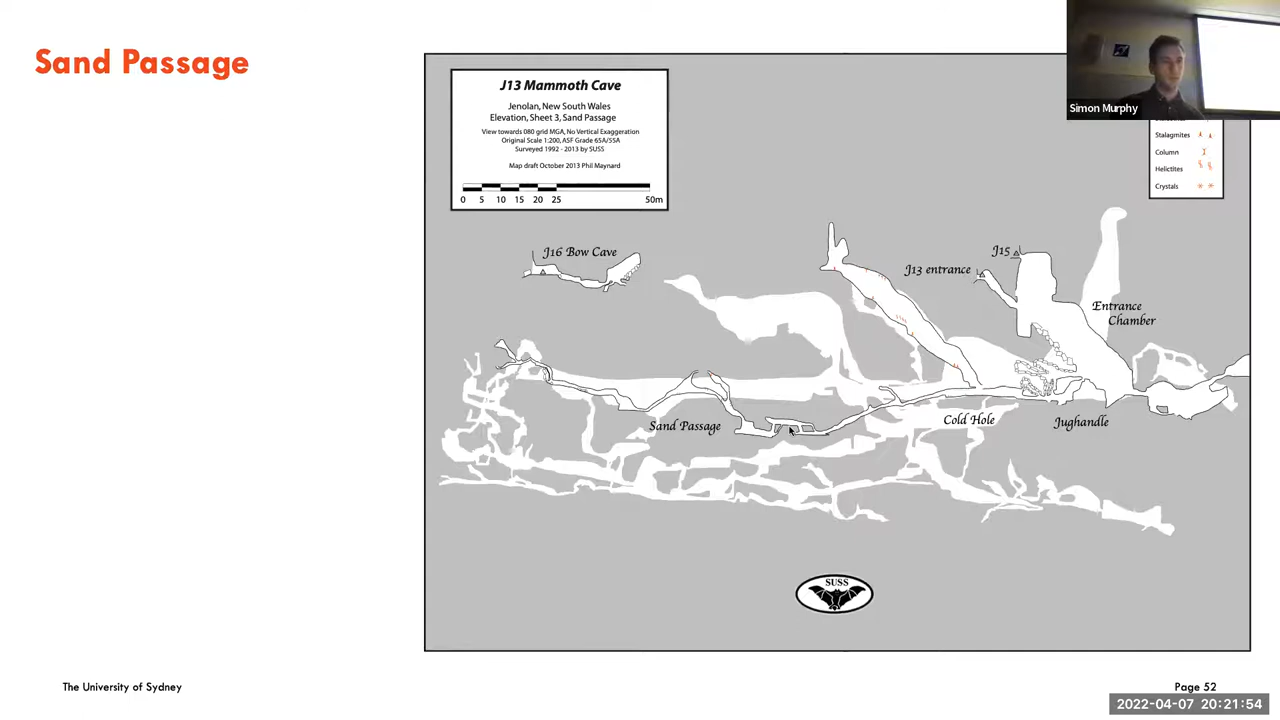 Sand Passage
Simon Murphy
J13 Mammoth Cave
Jenolan, New South Wales
Elevation, Sheet 3, Sand Passage
View towards 080 grid MGA, No Vertical Exaggeration
Original Scale 1:200, ASF Grade 65A/55A
Surveyed 1992 - 2013 by SUSS
Map draft October 2013 Phil Maynard
0 5 10 15 20 25 50m
Stalagmites
Column
Helictites
Crystals
J16 Bow Cave
J15
J13 entrance
Entrance
Chamber
Sand Passage
Cold Hole
Jughandle
SUSS
The University of Sydney
Page 52
2022-04-07 20:21:54